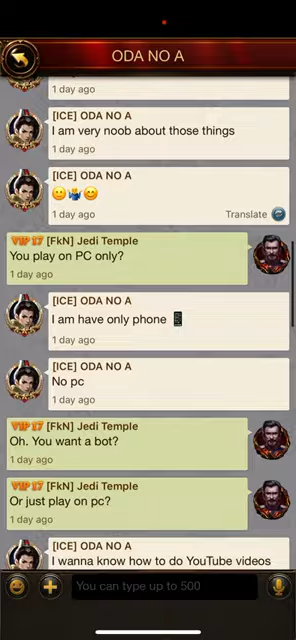 ODA NO A
1 day ago
[ICE] ODA NO A
I am very noob about those things
1 day ago
[ICE] ODA NO A
1 day ago
Translate
VIP 17 [FkN] Jedi Temple
You play on PC only?
1 day ago
[ICE] ODA NO A
I am have only phone
1 day ago
[ICE] ODA NO A
No pc
1 day ago
VIP 17 [FkN] Jedi Temple
Oh. You want a bot?
1 day ago
VIP 17 [FkN] Jedi Temple
Or just play on pc?
1 day ago
[ICE] ODA NO A
I wanna know how to do YouTube videos
You can type up to 500